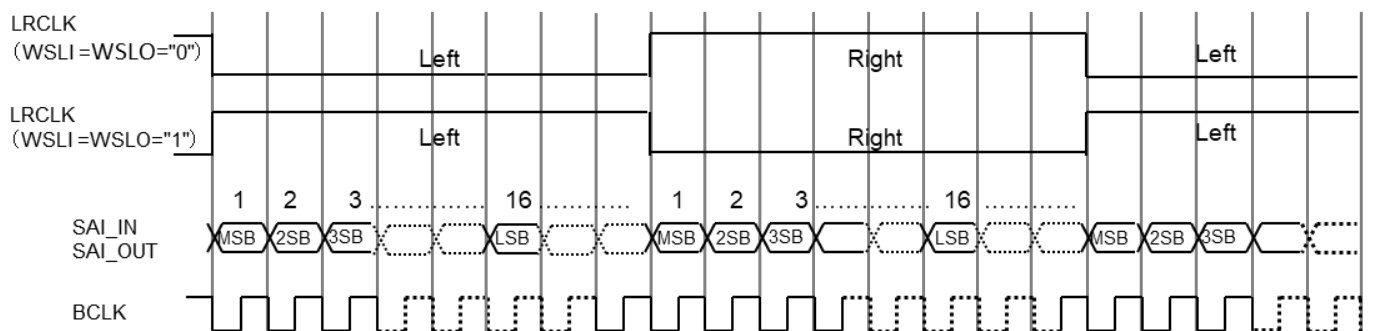 LRCLK
（WSLI =WSLO="0"）
Left
Right
Left
LRCLK
（WSLI =WSLO="1"）
Left
Right
Left
1 2 3 .................. 16 ............... 1 2 3 .................. 16 ...............
SAI_IN
SAI_OUT
MSB 2SB 3SB LSB MSB 2SB 3SB LSB MSB 2SB 3SB
BCLK